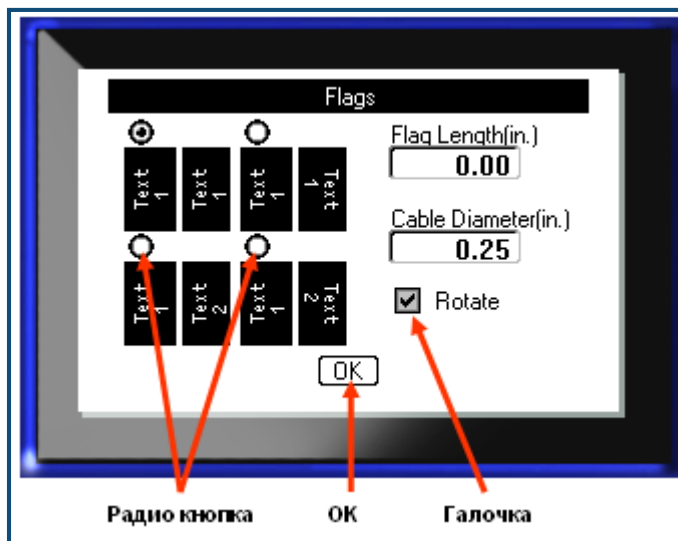 Flags
Flag Length(in.)
0.00
Text 1 Text 1 Text 1 Text 1
Cable Diameter(in.)
0.25
Text 1 Text 2 Text 1 Text 2
Rotate
OK
Радио кнопка OK Галочка